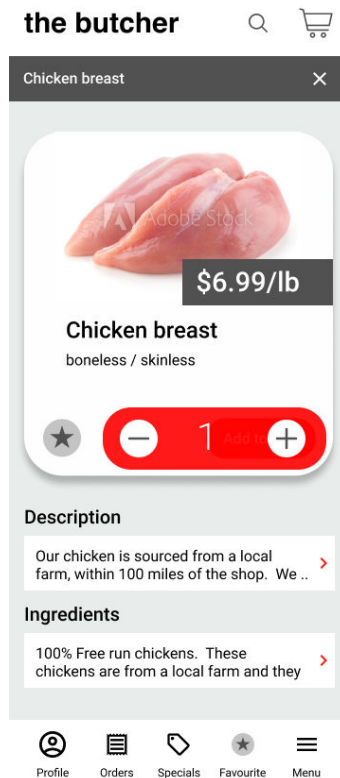 the butcher
Chicken breast
Adobe Stock
$6.99/lb
Chicken breast
boneless / skinless
1
Add to
Description
Our chicken is sourced from a local
farm, within 100 miles of the shop. We ..
Ingredients
100% Free run chickens. These
chickens are from a local farm and they
Profile Orders Specials Favourite Menu